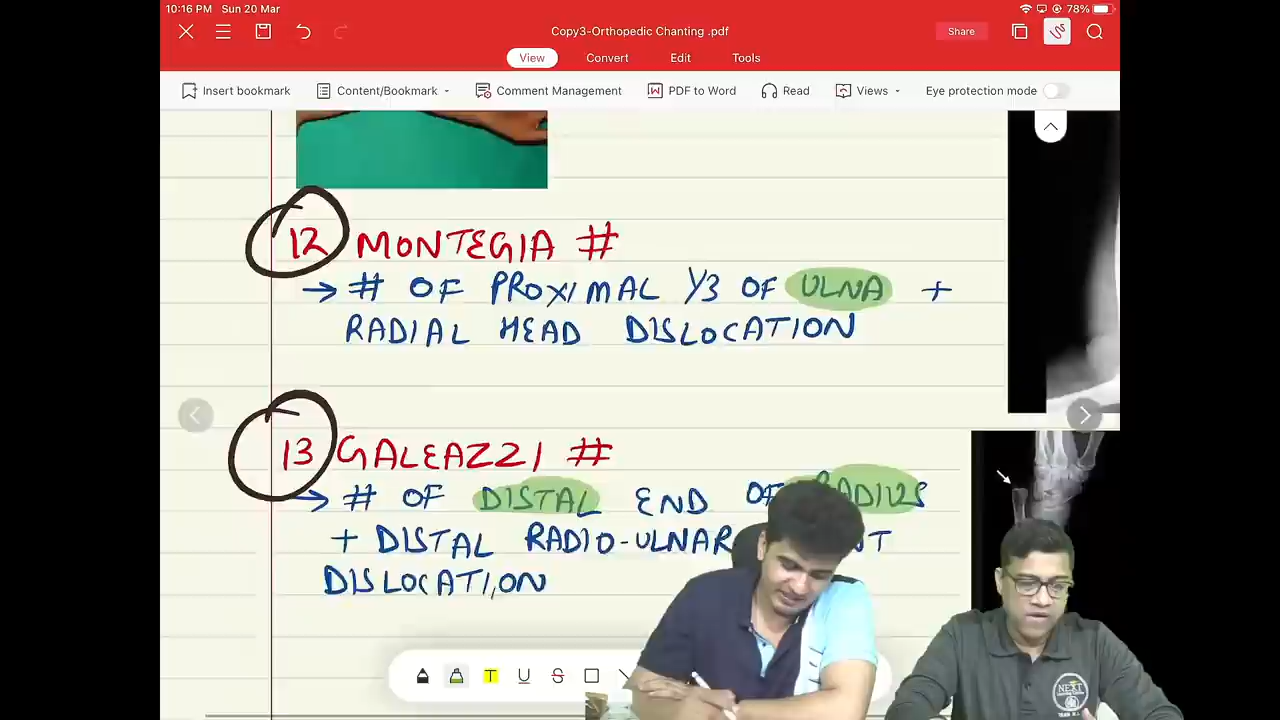 10:16 PM Sun 20 Mar 78%
Copy3-Orthopedic Chanting .pdf
Share
View Convert Edit Tools
Insert bookmark Content/Bookmark Comment Management PDF to Word Read Views Eye protection mode
12 MONTEGIA #
→ # OF PROXIMAL 1/3 OF ULNA +
RADIAL HEAD DISLOCATION
13 GALEAZZI #
→ # OF DISTAL END OF RADIUS
+ DISTAL RADIO-ULNAR
DISLOCATION
T U S
NEXT